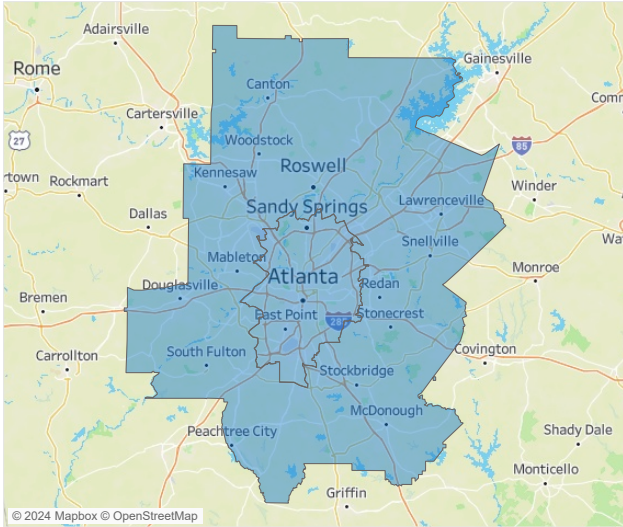 Adairsville
Gainesville
Rome
Canton
Comm
Cartersville
27
Woodstock
85
Roswell
Kennesaw
rtown
Rockmart
Winder
Sandy Springs
Lawrenceville
Dallas
Wa
Snellville
Mableton
Monroe
Atlanta
Douglasville
Redan
Bremen
East Point
Stonecrest
Covington
Carrollton
South Fulton
Stockbridge
McDonough
Peachtree City
Shady Dale
Monticello
Griffin
© 2024 Mapbox © OpenStreetMap